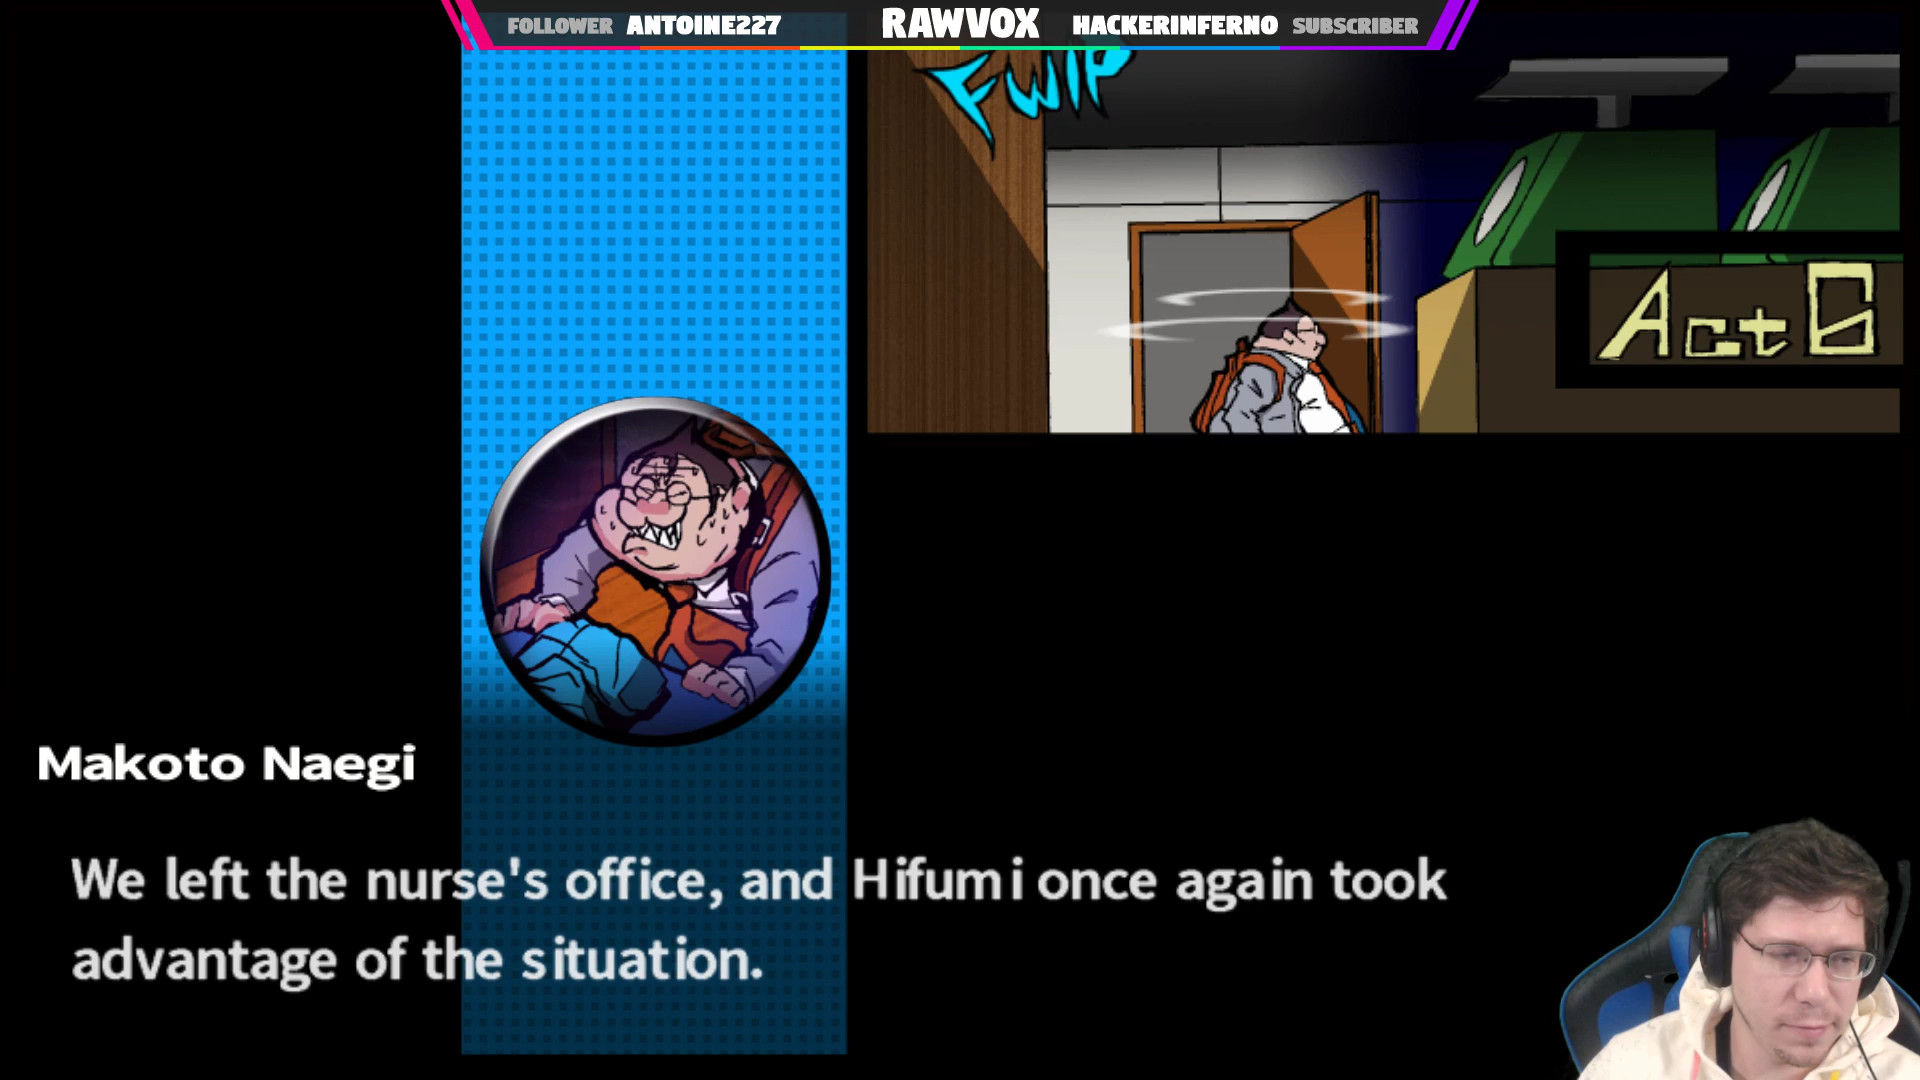 FOLLOWER ANTOINE227 RAWVOX HACKERINFERNO SUBSCRIBER
FWIP
Act 6
Makoto Naegi
We left the nurse's office, and Hifumi once again took
advantage of the situation.